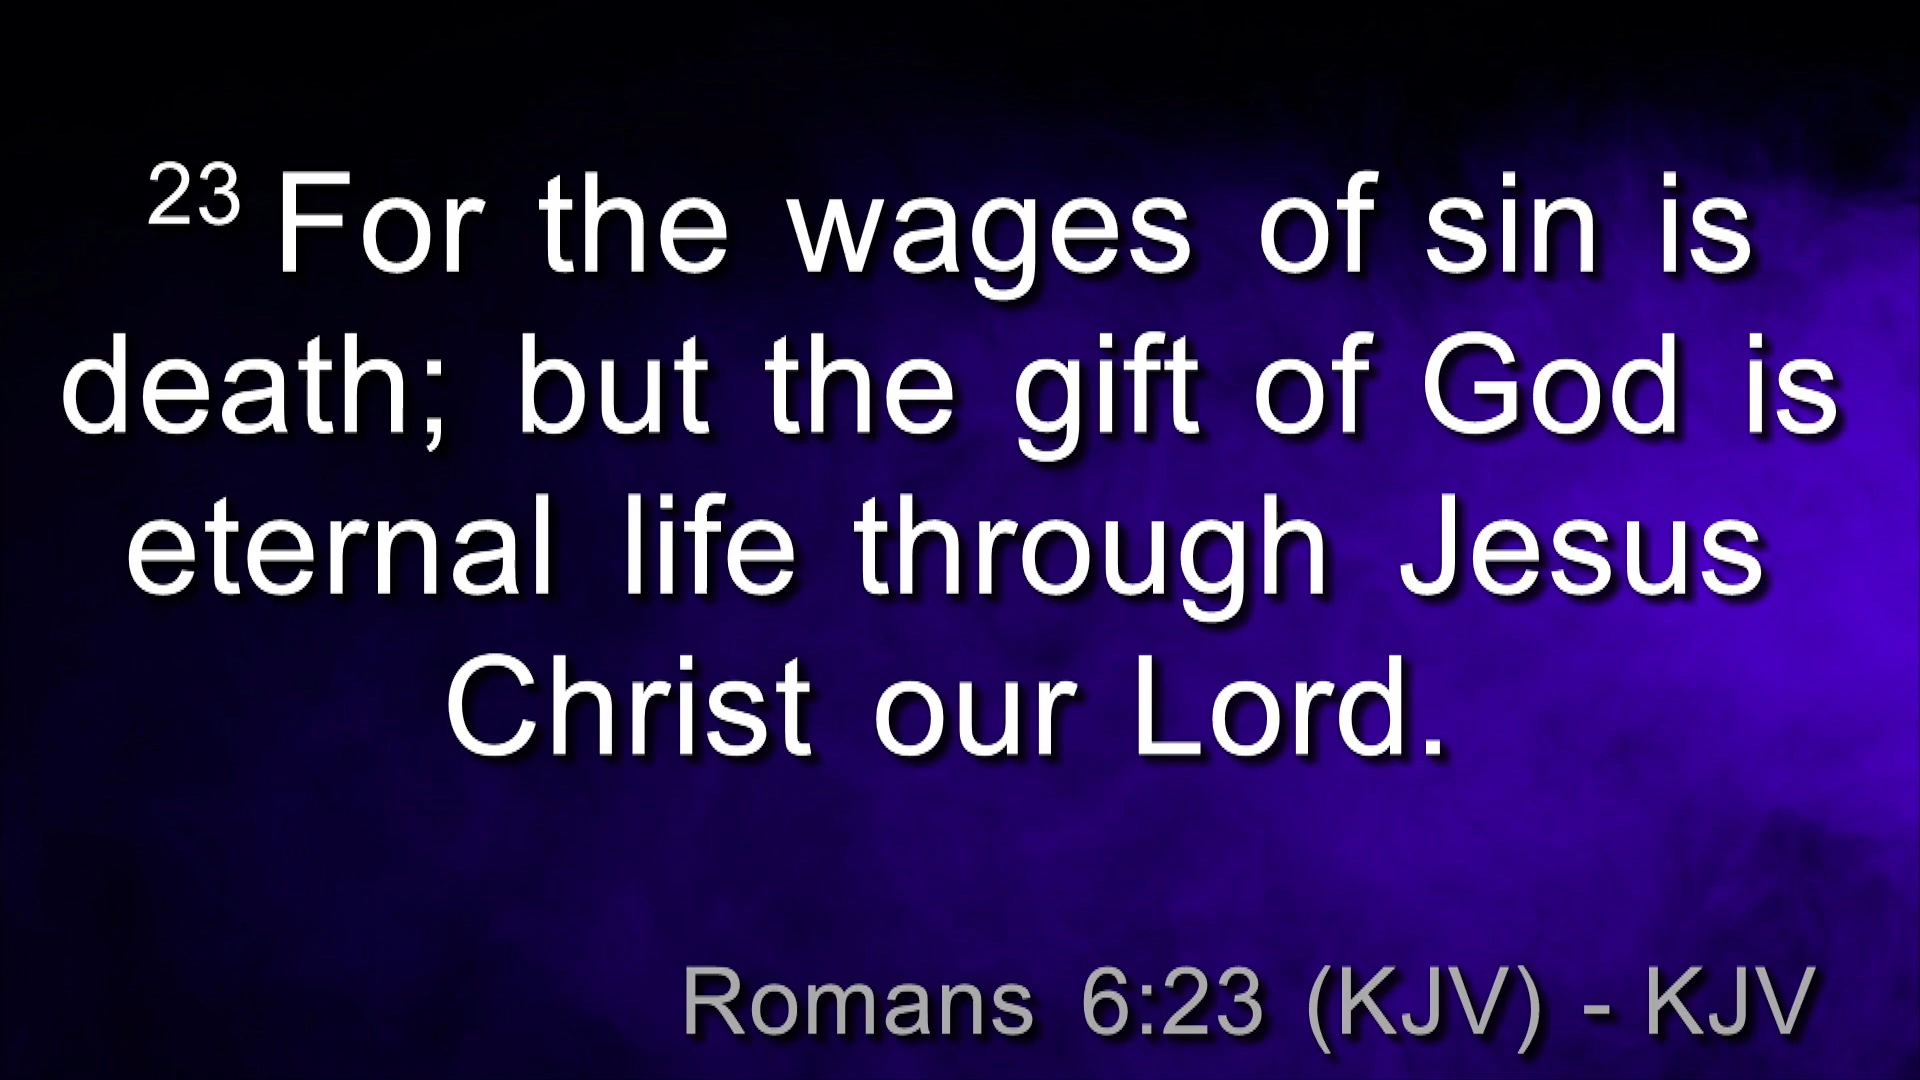 23 For the wages of sin is
death; but the gift of God is
eternal life through Jesus
Christ our Lord.
Romans 6:23 (KJV) - KJV